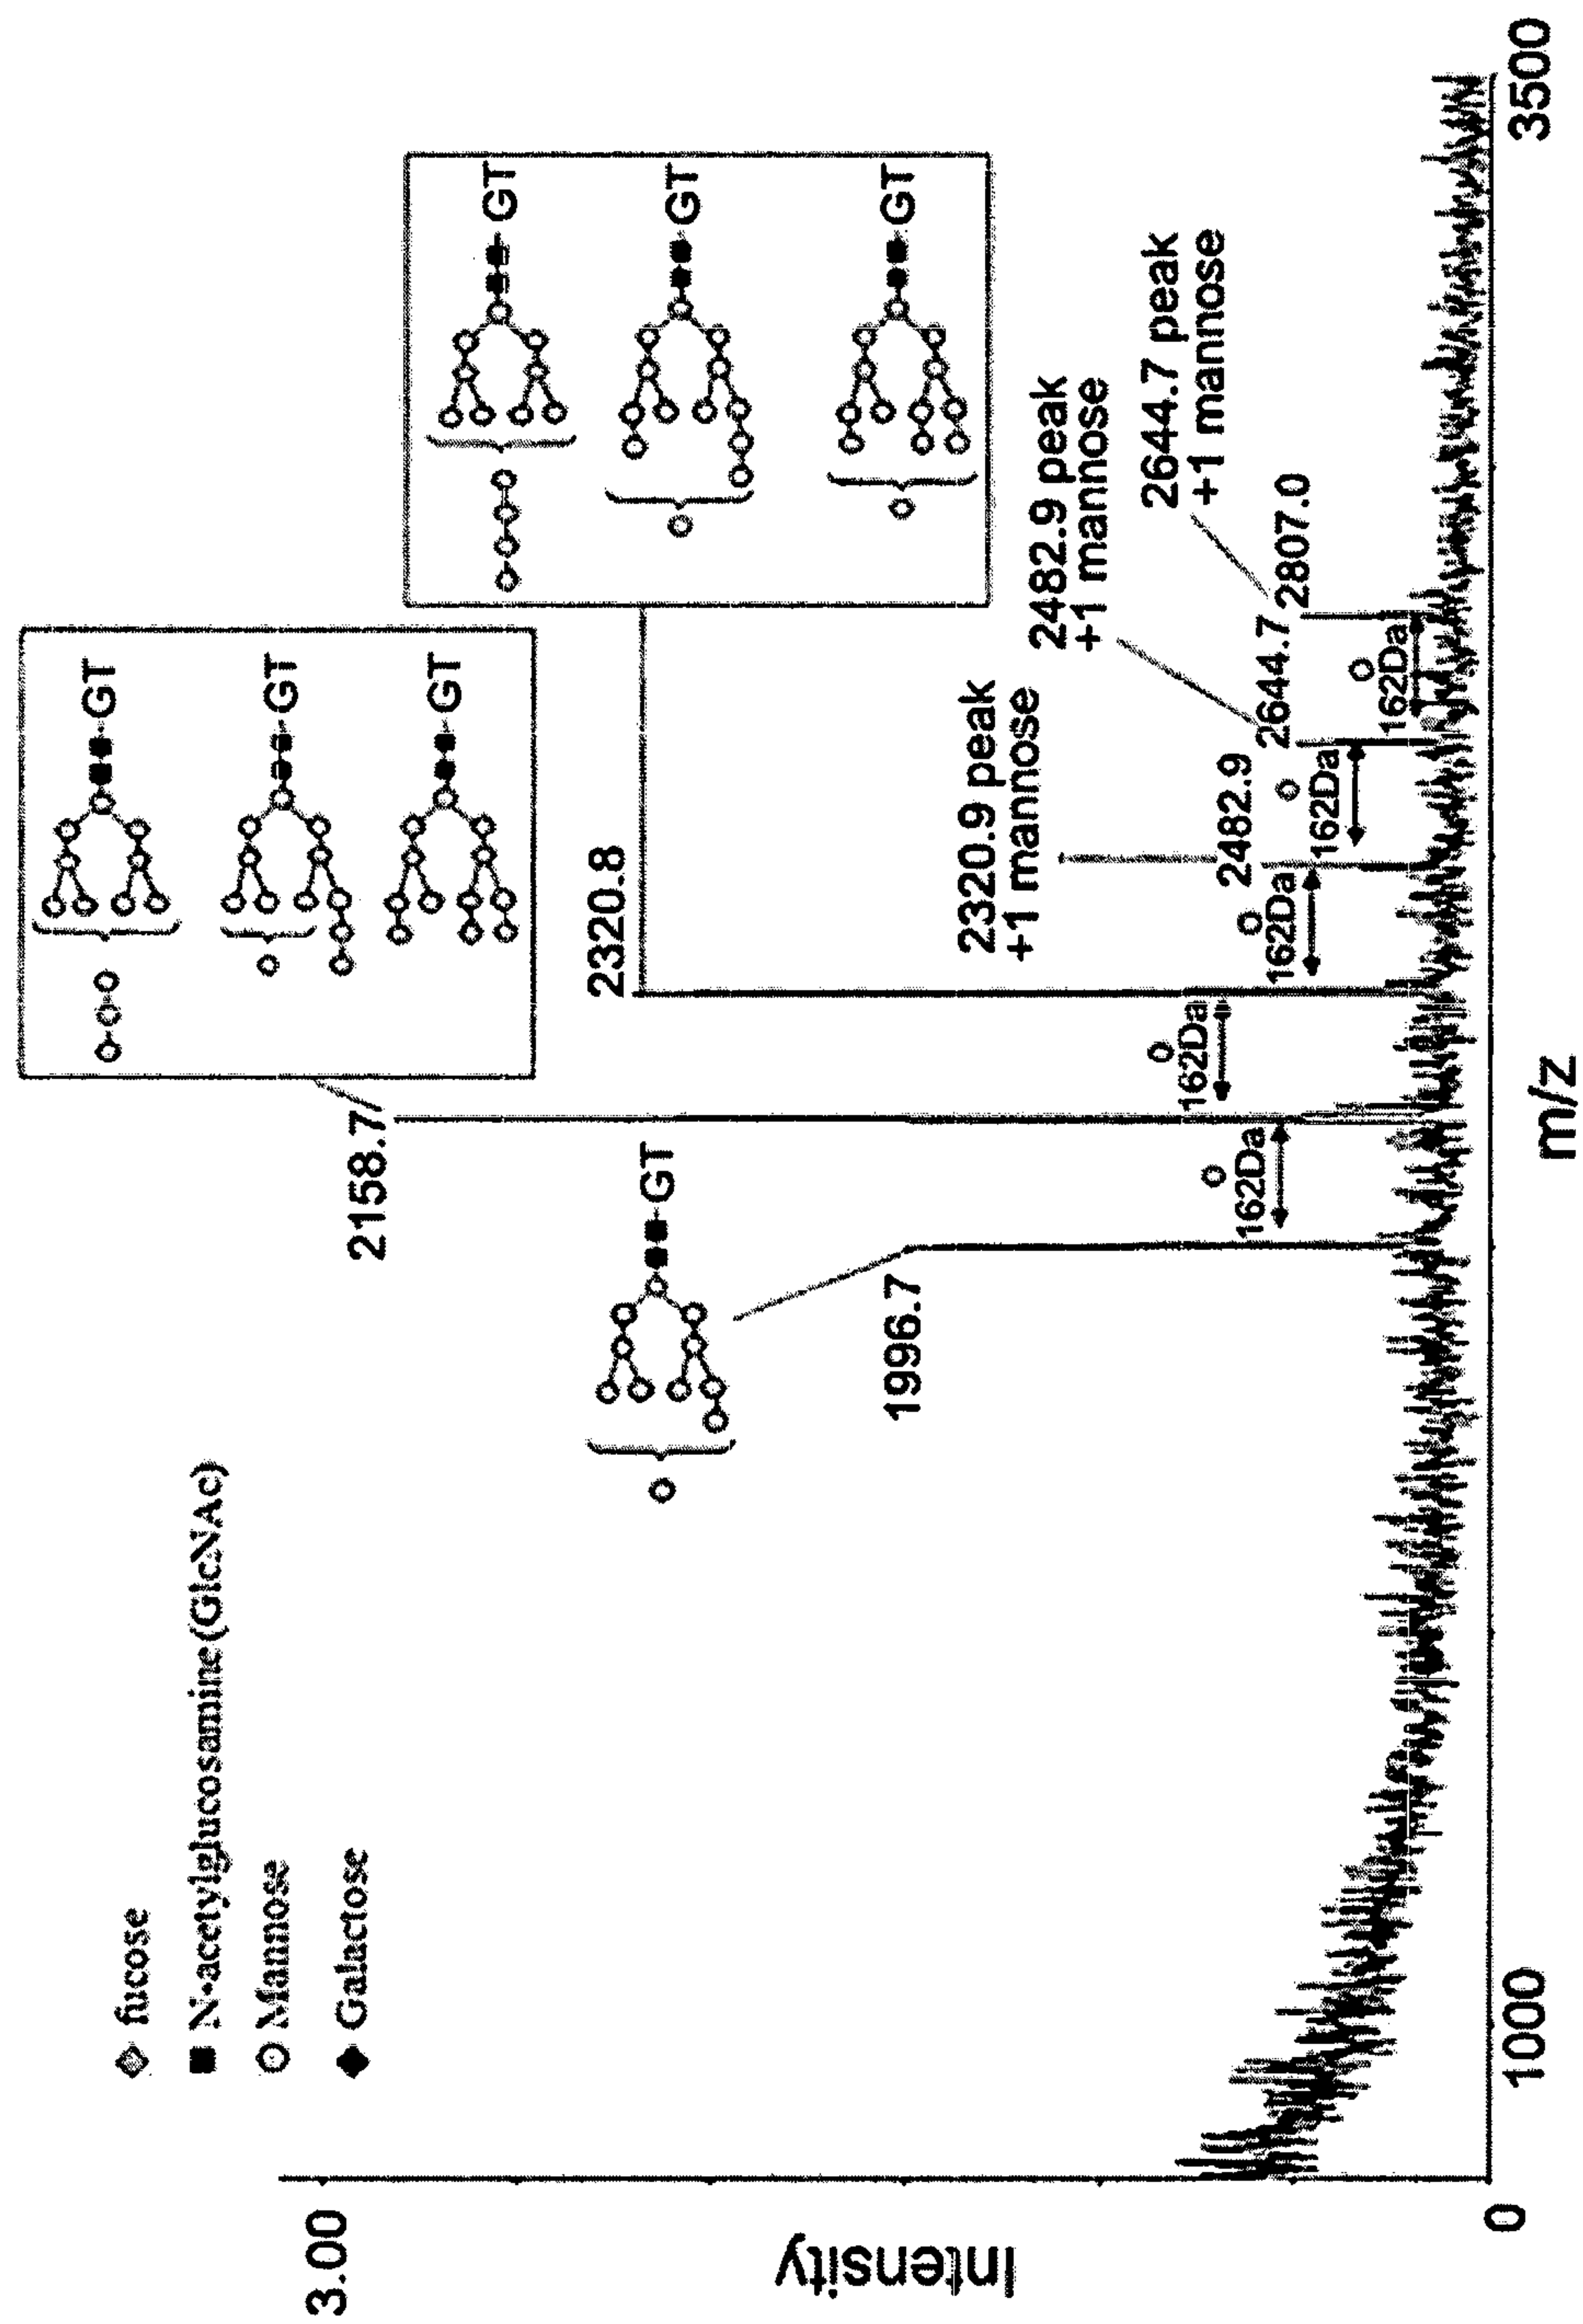 fucose
N-acetylglucosamine(GlcNAc)
Mannose
Galactose
3.00
Intensity
0
1000
m/z
3500
1996.7
GT
162Da
2158.7
GT
GT
GT
162Da
2320.8
GT
GT
GT
162Da
2320.9 peak
+1 mannose
2482.9
162Da
2482.9 peak
+1 mannose
2644.7
162Da
2644.7 peak
+1 mannose
2807.0